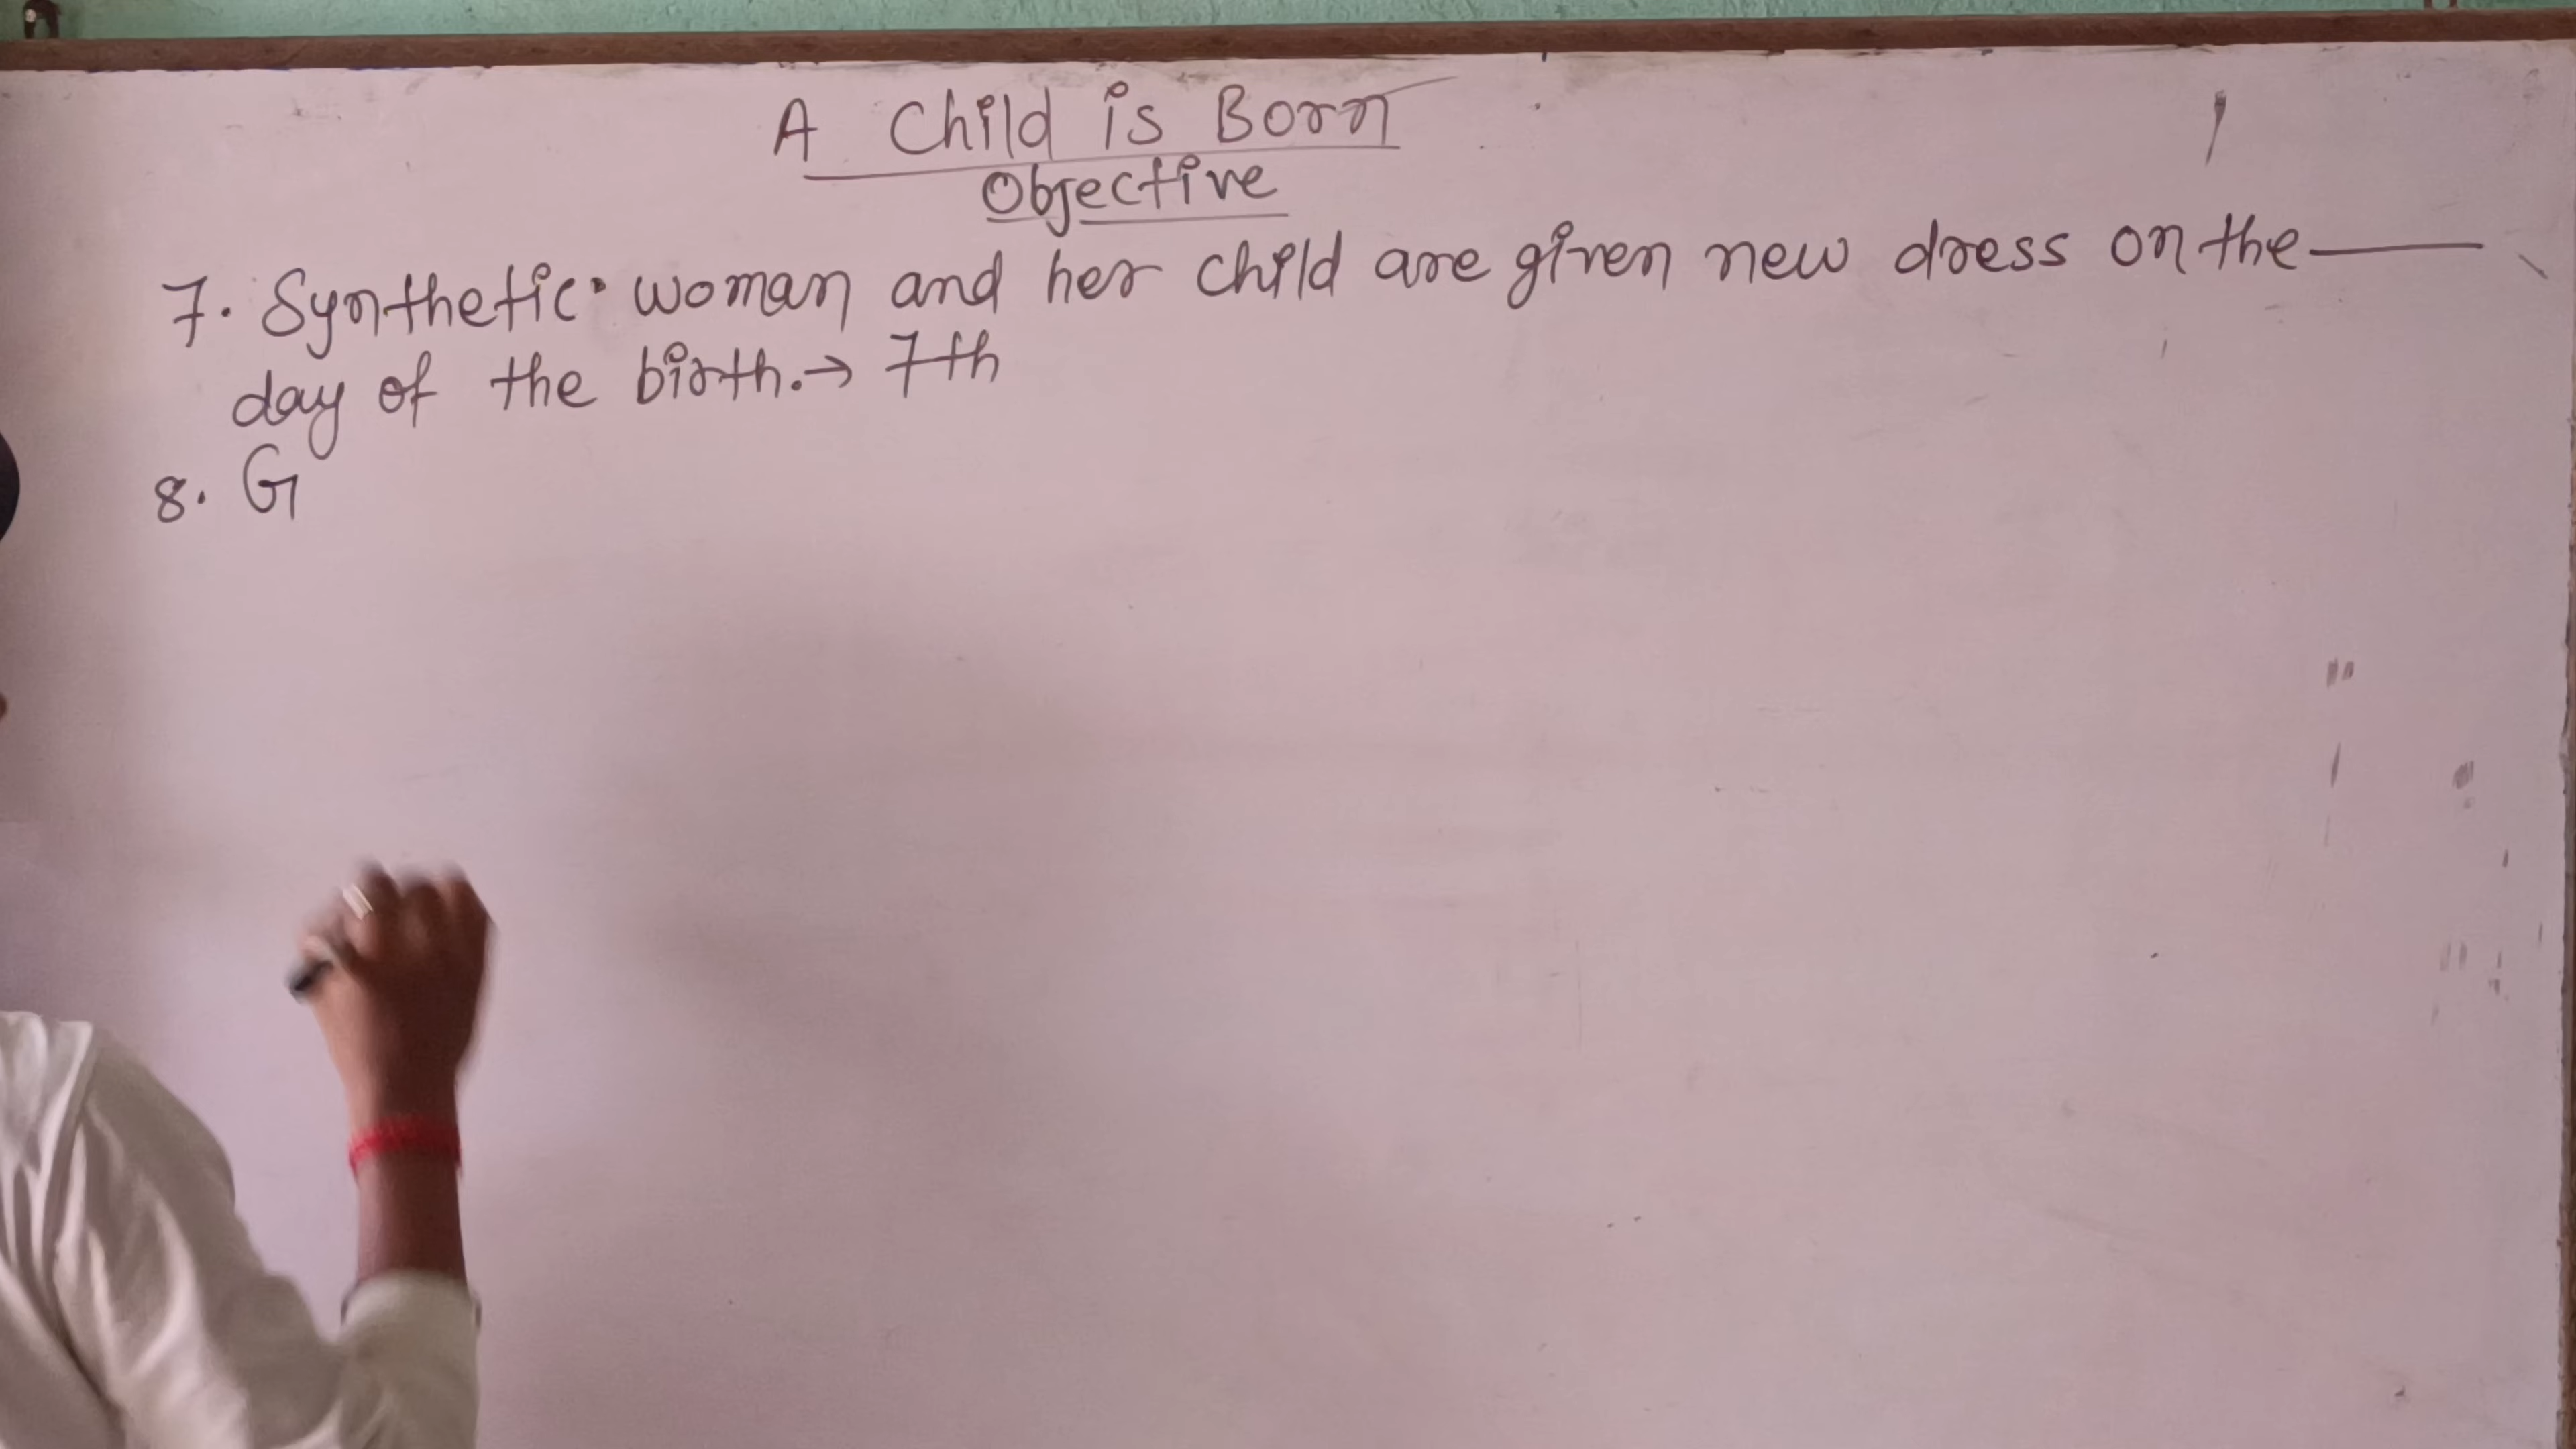 A Child is Born
Objective
7. Synthetic woman and her child are given new dress on the ——
day of the birth.→ 7th
8. G